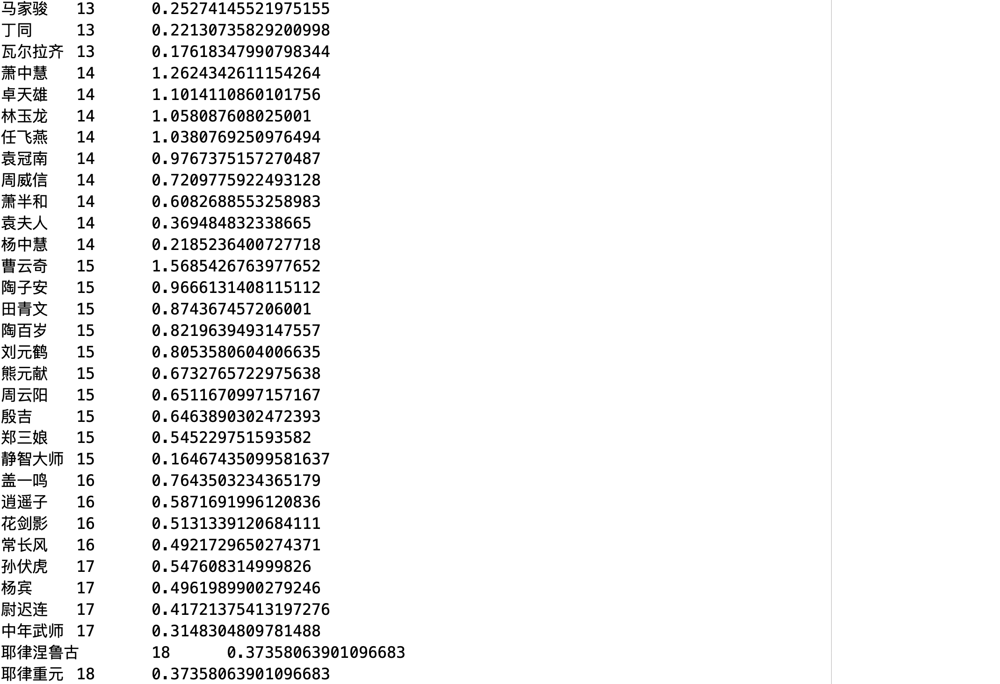 马家骏 13 0.25274145521975155
丁同 13 0.22130735829200998
瓦尔拉齐 13 0.17618347990798344
萧中慧 14 1.2624342611154264
卓天雄 14 1.1014110860101756
林玉龙 14 1.058087608025001
任飞燕 14 1.0380769250976494
袁冠南 14 0.9767375157270487
周威信 14 0.7209775922493128
萧半和 14 0.6082688553258983
袁夫人 14 0.369484832338665
杨中慧 14 0.2185236400727718
曹云奇 15 1.5685426763977652
陶子安 15 0.9666131408115112
田青文 15 0.874367457206001
陶百岁 15 0.8219639493147557
刘元鹤 15 0.8053580604006635
熊元献 15 0.6732765722975638
周云阳 15 0.6511670997157167
殷吉 15 0.6463890302472393
郑三娘 15 0.545229751593582
静智大师 15 0.16467435099581637
盖一鸣 16 0.7643503234365179
逍遥子 16 0.5871691996120836
花剑影 16 0.5131339120684111
常长风 16 0.4921729650274371
孙伏虎 17 0.547608314999826
杨宾 17 0.4961989900279246
尉迟连 17 0.41721375413197276
中年武师 17 0.3148304809781488
耶律涅鲁古 18 0.37358063901096683
耶律重元 18 0.37358063901096683